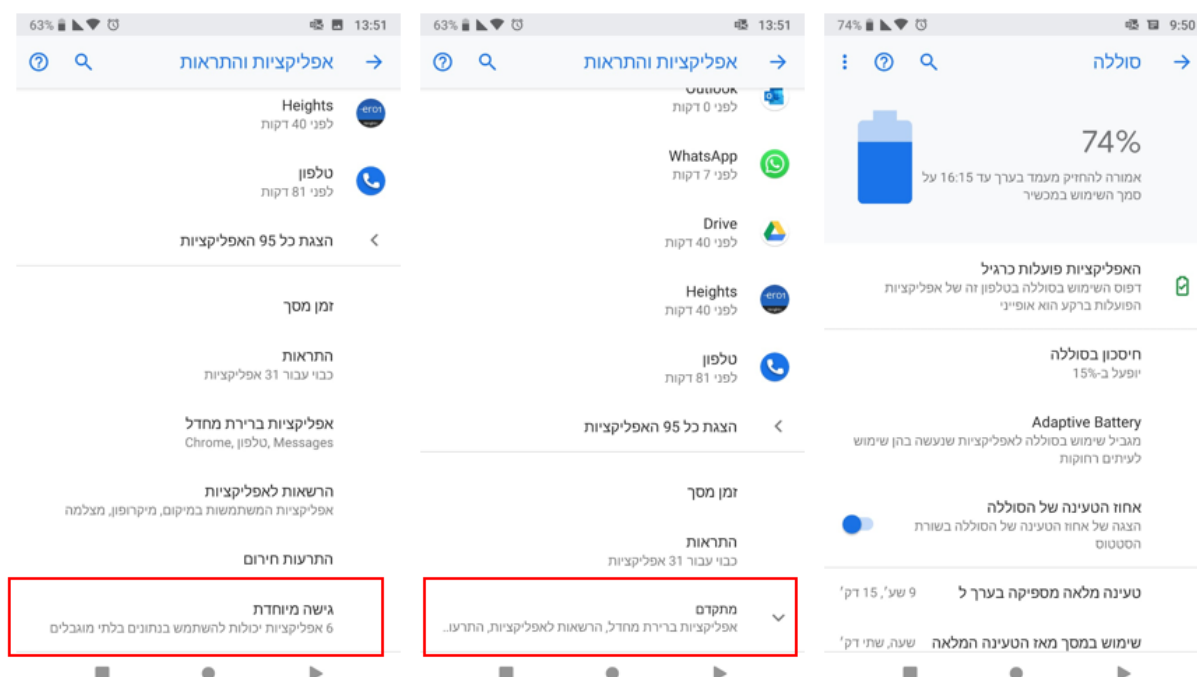 63%
13:51
אפליקציות והתראות
Heights
לפני 40 דקות
טלפון
לפני 81 דקות
הצגת כל 95 האפליקציות
זמן מסך
התראות
כבוי עבור 31 אפליקציות
אפליקציות ברירת מחדל
Chrome, טלפון, Messages
הרשאות לאפליקציות
אפליקציות המשתמשות במיקום, מיקרופון, מצלמה
התרעות חירום
גישה מיוחדת
6 אפליקציות יכולות להשתמש בנתונים בלתי מוגבלים
63%
13:51
אפליקציות והתראות
Outlook
לפני 0 דקות
WhatsApp
לפני 7 דקות
Drive
לפני 40 דקות
Heights
לפני 40 דקות
טלפון
לפני 81 דקות
הצגת כל 95 האפליקציות
זמן מסך
התראות
כבוי עבור 31 אפליקציות
מתקדם
אפליקציות ברירת מחדל, הרשאות לאפליקציות, התרעו..
74%
9:50
סוללה
74%
אמורה להחזיק מעמד בערך עד 16:15 על
סמך השימוש במכשיר
האפליקציות פועלות כרגיל
דפוס השימוש בסוללה בטלפון זה של אפליקציות
הפועלות ברקע הוא אופייני
חיסכון בסוללה
יופעל ב-15%
Adaptive Battery
מגביל שימוש בסוללה לאפליקציות שנעשה בהן שימוש
לעיתים רחוקות
אחוז הטעינה של הסוללה
הצגה של אחוז הטעינה של הסוללה בשורת
הסטטוס
טעינה מלאה מספיקה בערך ל 9 שע', 15 דק'
שימוש במסך מאז הטעינה המלאה שעה, שתי דק'